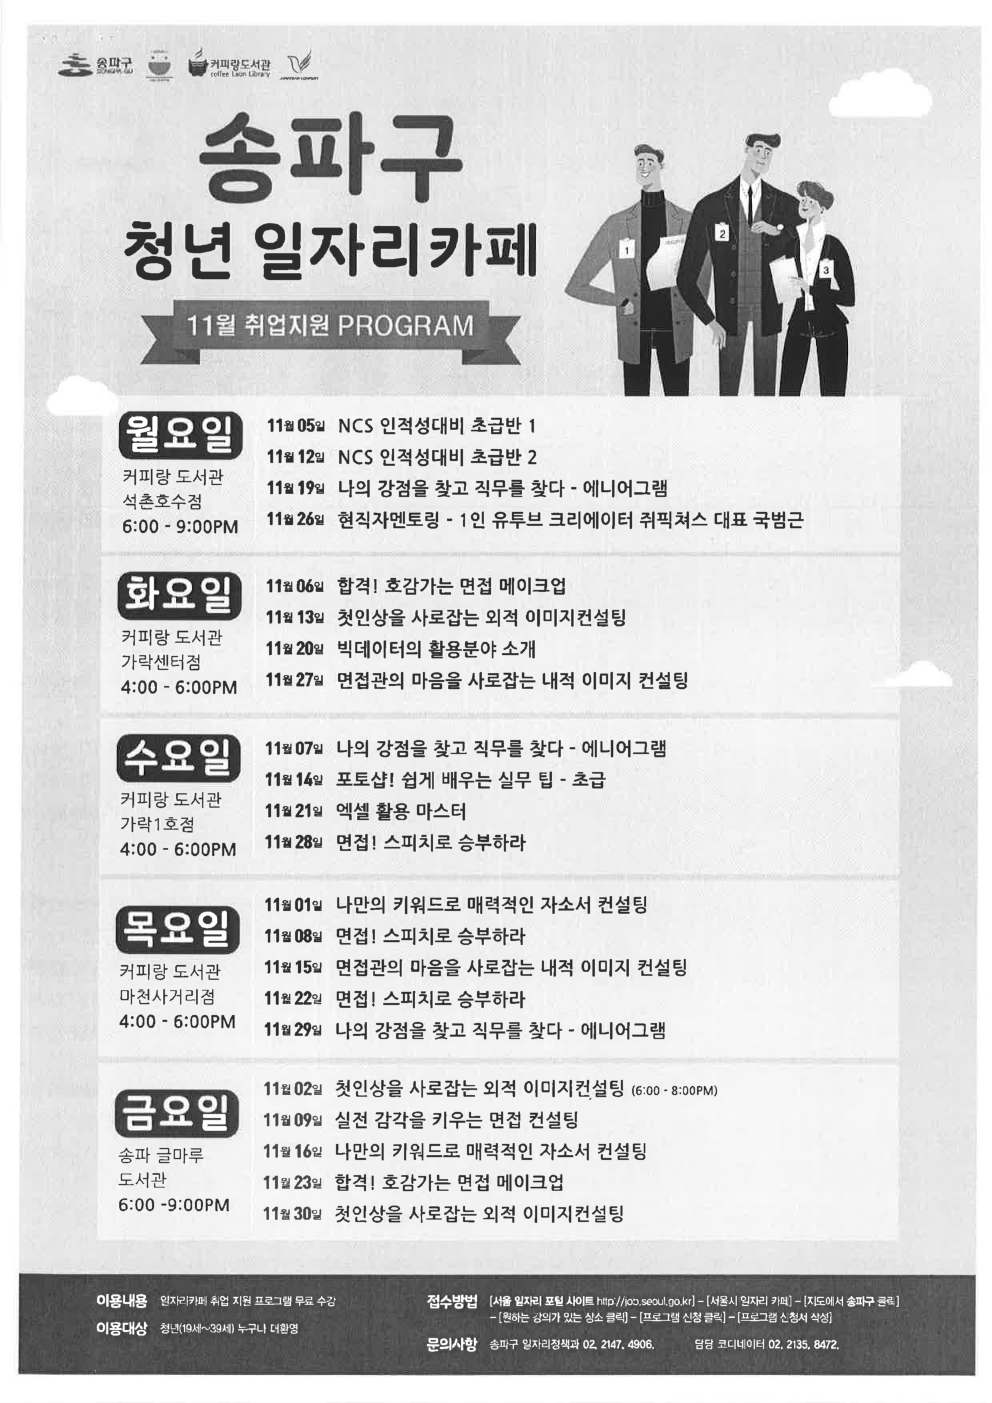 송파구
SONGPA-GU
커피랑도서관
coffee Lang Library
송파구
청년 일자리카페
11월 취업지원 PROGRAM
1
2
3
월요일
커피랑 도서관
석촌호수점
6:00 - 9:00PM
11월 05일 NCS 인적성대비 초급반 1
11월 12일 NCS 인적성대비 초급반 2
11월 19일 나의 강점을 찾고 직무를 찾다 - 에니어그램
11월 26일 현직자멘토링 - 1인 유투브 크리에이터 쥐픽쳐스 대표 국범근
화요일
커피랑 도서관
가락센터점
4:00 - 6:00PM
11월 06일 합격! 호감가는 면접 메이크업
11월 13일 첫인상을 사로잡는 외적 이미지컨설팅
11월 20일 빅데이터의 활용분야 소개
11월 27일 면접관의 마음을 사로잡는 내적 이미지 컨설팅
수요일
커피랑 도서관
가락1호점
4:00 - 6:00PM
11월 07일 나의 강점을 찾고 직무를 찾다 - 에니어그램
11월 14일 포토샵! 쉽게 배우는 실무 팁 - 초급
11월 21일 엑셀 활용 마스터
11월 28일 면접! 스피치로 승부하라
목요일
커피랑 도서관
마천사거리점
4:00 - 6:00PM
11월 01일 나만의 키워드로 매력적인 자소서 컨설팅
11월 08일 면접! 스피치로 승부하라
11월 15일 면접관의 마음을 사로잡는 내적 이미지 컨설팅
11월 22일 면접! 스피치로 승부하라
11월 29일 나의 강점을 찾고 직무를 찾다 - 에니어그램
금요일
송파 글마루
도서관
6:00 -9:00PM
11월 02일 첫인상을 사로잡는 외적 이미지컨설팅 (6:00 - 8:00PM)
11월 09일 실전 감각을 키우는 면접 컨설팅
11월 16일 나만의 키워드로 매력적인 자소서 컨설팅
11월 23일 합격! 호감가는 면접 메이크업
11월 30일 첫인상을 사로잡는 외적 이미지컨설팅
이용내용 일자리카페 취업 지원 프로그램 무료 수강
이용대상 청년(19세~39세) 누구나 대환영
접수방법 [서울 일자리 포털 사이트 http://job.seoul.go.kr] – [서울시 일자리 카페] – [지도에서 송파구 클릭]
– [원하는 강의가 있는 장소 클릭] – [프로그램 신청 클릭] – [프로그램 신청서 작성]
문의사항 송파구 일자리정책과 02. 2147. 4906. 담당 코디네이터 02. 2135. 8472.